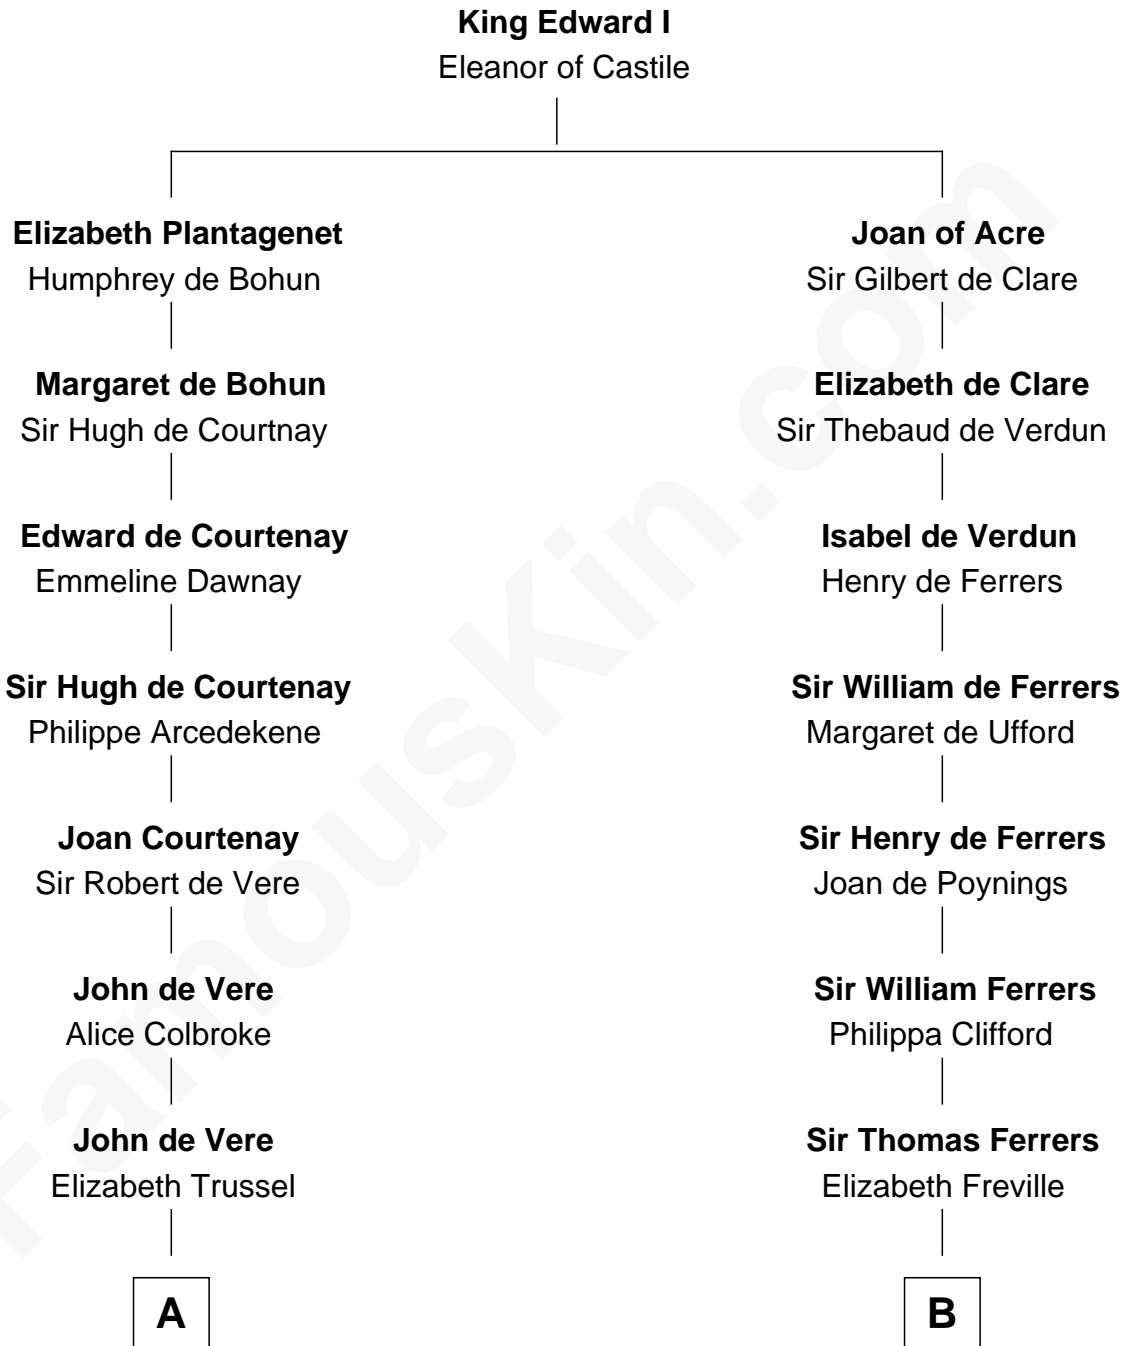 King Edward I
Eleanor of Castile
Elizabeth Plantagenet
Humphrey de Bohun
Joan of Acre
Sir Gilbert de Clare
Margaret de Bohun
Sir Hugh de Courtnay
Elizabeth de Clare
Sir Thebaud de Verdun
Edward de Courtenay
Emmeline Dawnay
Isabel de Verdun
Henry de Ferrers
Sir Hugh de Courtenay
Philippe Arcedekene
Sir William de Ferrers
Margaret de Ufford
Joan Courtenay
Sir Robert de Vere
Sir Henry de Ferrers
Joan de Poynings
John de Vere
Alice Colbroke
Sir William Ferrers
Philippa Clifford
John de Vere
Elizabeth Trussel
Sir Thomas Ferrers
Elizabeth Freville
A
B
FamousKin.com